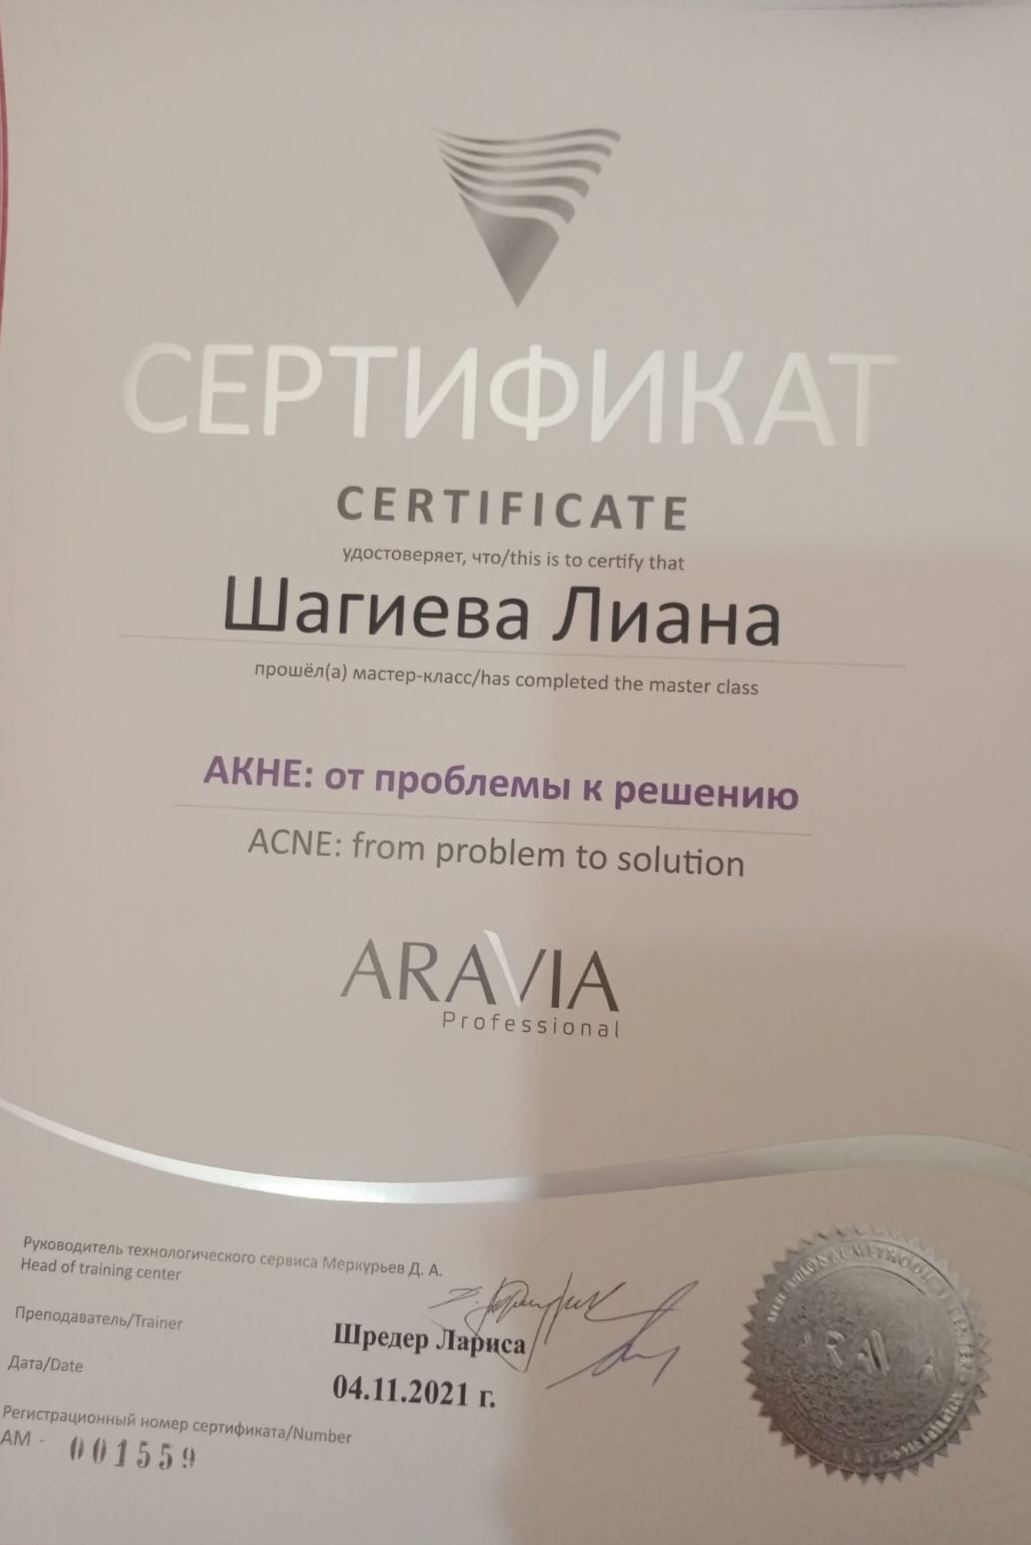 СЕРТИФИКАТ
CERTIFICATE
удостоверяет, что/this is to certify that
Шагиева Лиана
прошёл(а) мастер-класс/has completed the master class
АКНЕ: от проблемы к решению
ACNE: from problem to solution
ARAVIA
Professional
Руководитель технологического сервиса Меркурьев Д. А.
Head of training center
Преподаватель/Trainer
Шредер Лариса
Дата/Date
04.11.2021 г.
Регистрационный номер сертификата/Number
АМ - 001559
ARAVIA